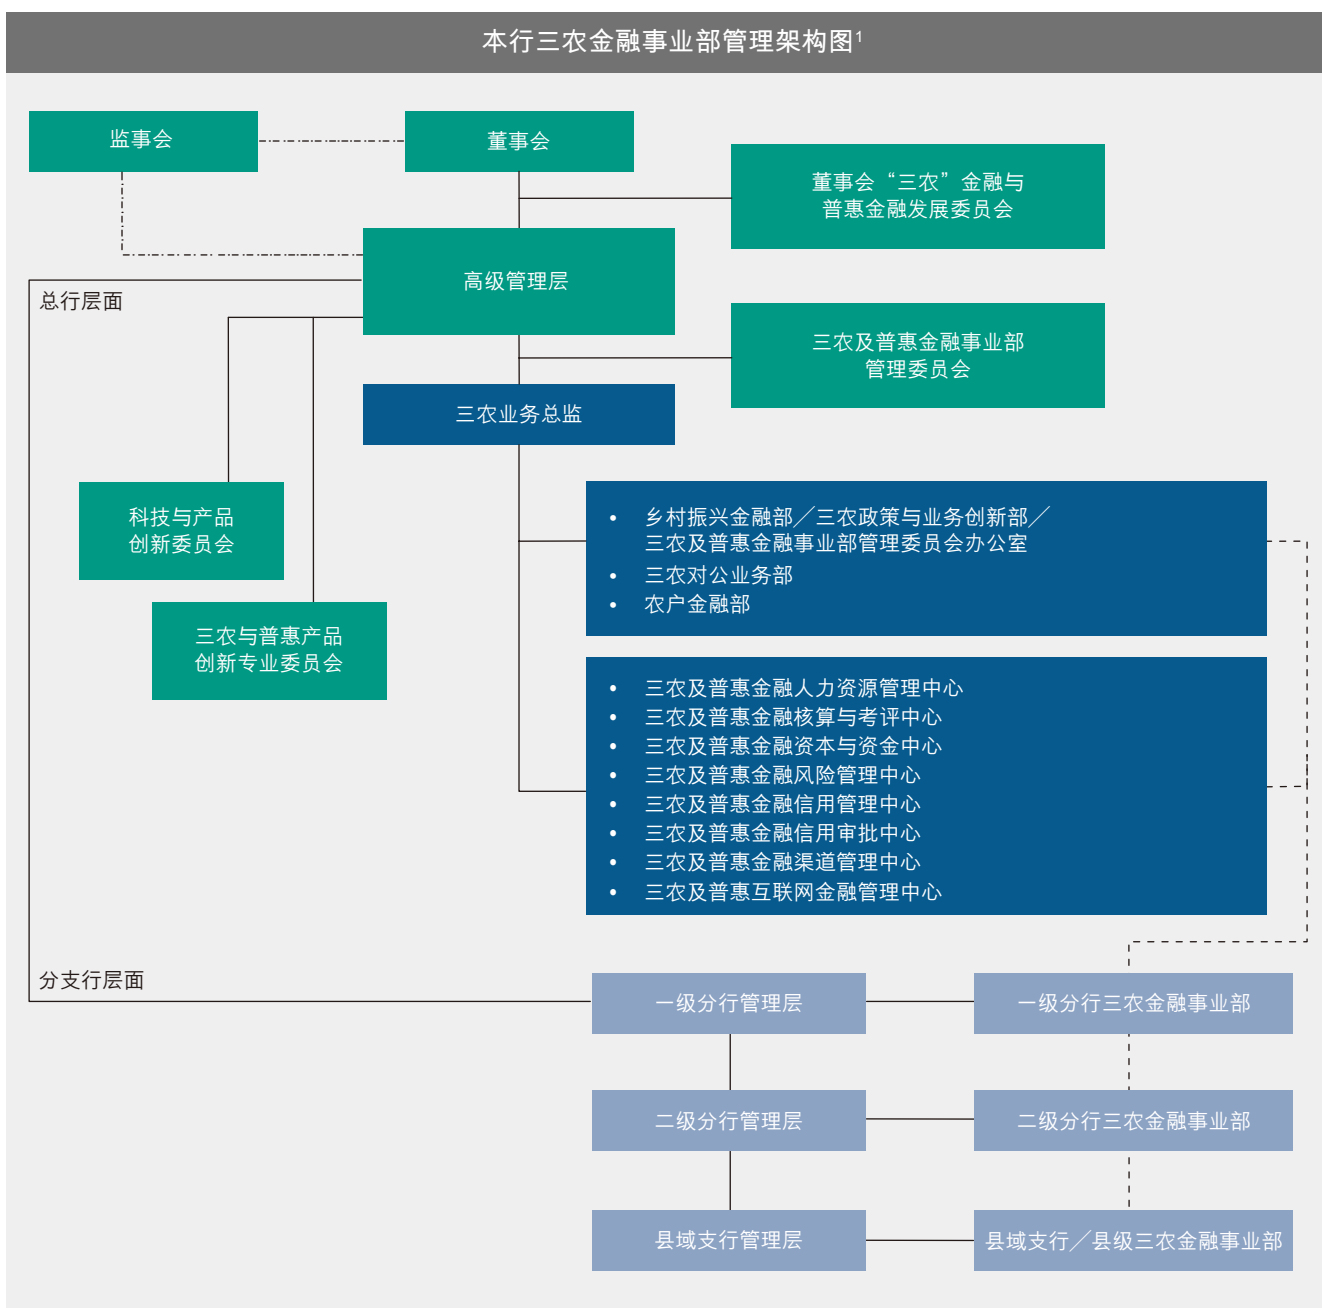 本行三农金融事业部管理架构图1
监事会
董事会
董事会“三农”金融与
普惠金融发展委员会
高级管理层
总行层面
三农及普惠金融事业部
管理委员会
三农业务总监
科技与产品
创新委员会
三农与普惠产品
创新专业委员会
• 乡村振兴金融部／三农政策与业务创新部／
三农及普惠金融事业部管理委员会办公室
• 三农对公业务部
• 农户金融部
• 三农及普惠金融人力资源管理中心
• 三农及普惠金融核算与考评中心
• 三农及普惠金融资本与资金中心
• 三农及普惠金融风险管理中心
• 三农及普惠金融信用管理中心
• 三农及普惠金融信用审批中心
• 三农及普惠金融渠道管理中心
• 三农及普惠互联网金融管理中心
分支行层面
一级分行管理层
一级分行三农金融事业部
二级分行管理层
二级分行三农金融事业部
县域支行管理层
县域支行／县级三农金融事业部